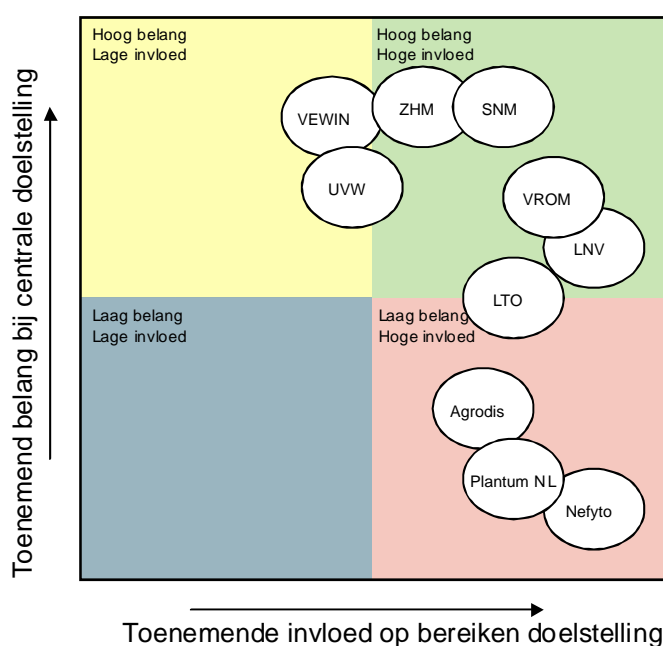 Toenemend belang bij centrale doelstelling
Hoog belang
Lage invloed
Hoog belang
Hoge invloed
VEWIN
ZHM
SNM
UVW
VROM
LNV
LTO
Laag belang
Lage invloed
Laag belang
Hoge invloed
Agrodis
Plantum NL
Nefyto
Toenemende invloed op bereiken doelstelling